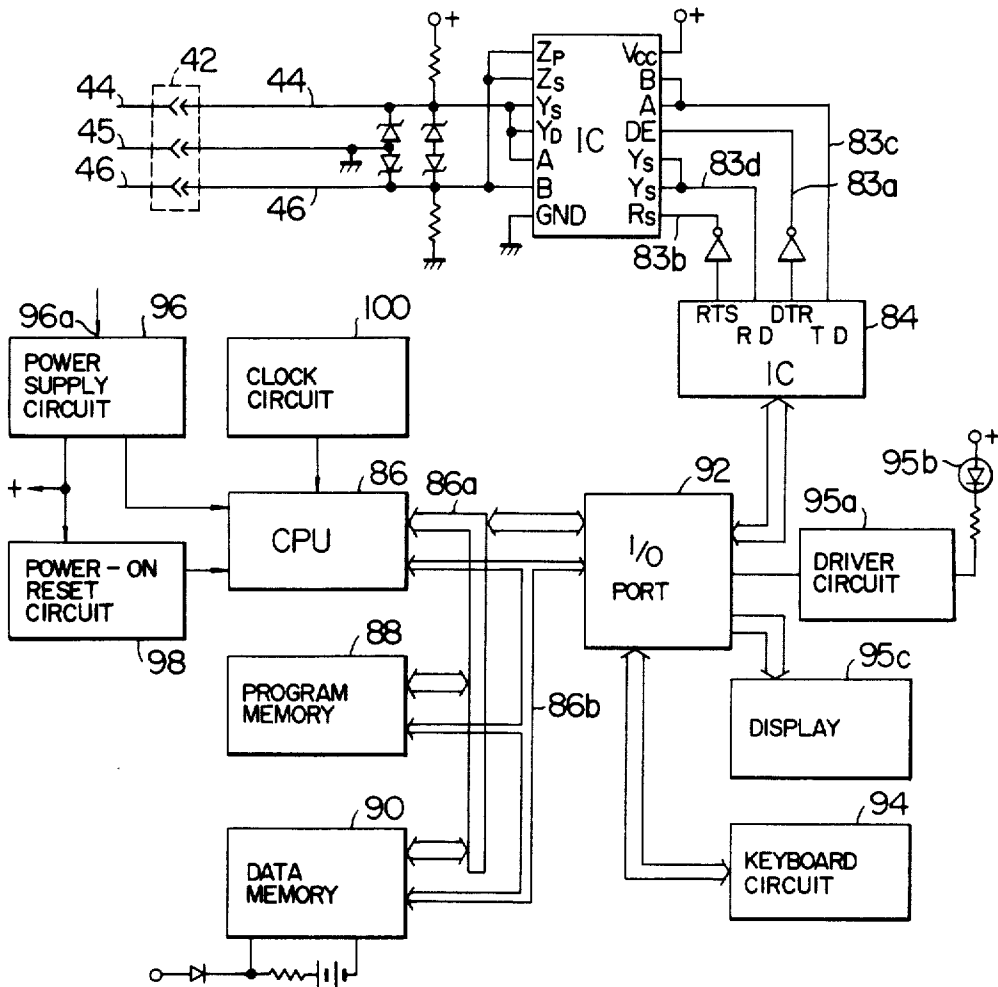 +
+
42
44
44
45
46
46
ZP
ZS
YS
YD
A
B
GND
IC
VCC
B
A
DE
YS
YS
RS
83d
83c
83a
83b
RTS
RD
DTR
TD
IC
84
96a
96
POWER
SUPPLY
CIRCUIT
100
CLOCK
CIRCUIT
+
86
CPU
86a
92
I/O
PORT
95b
+
95a
DRIVER
CIRCUIT
POWER-ON
RESET
CIRCUIT
98
88
PROGRAM
MEMORY
86b
95c
DISPLAY
90
DATA
MEMORY
94
KEYBOARD
CIRCUIT